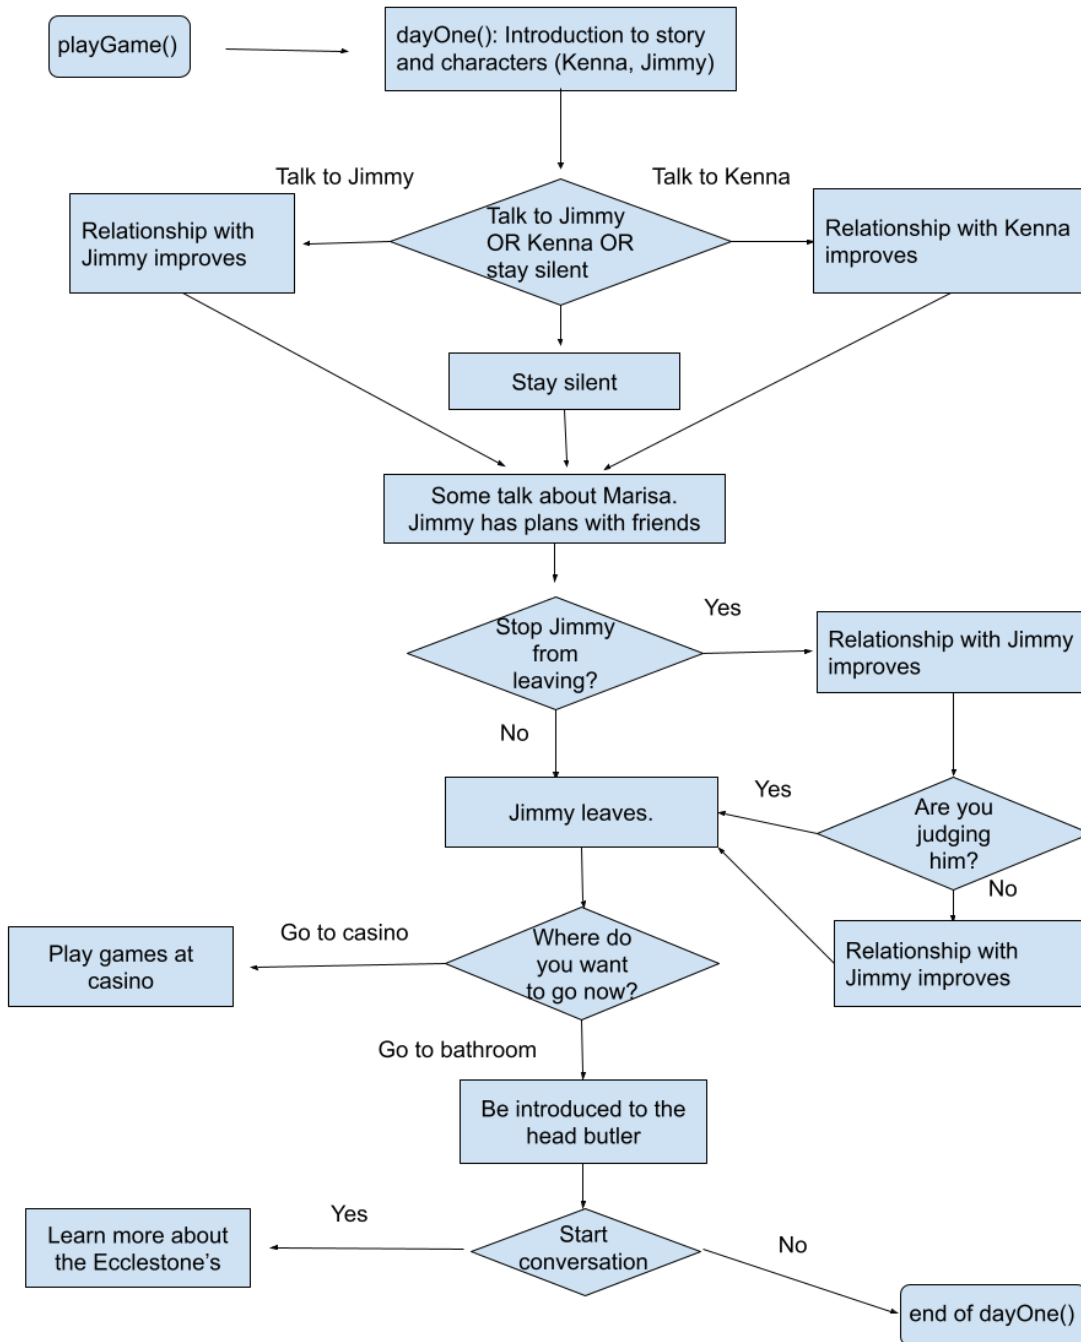 playGame()
dayOne(): Introduction to story
and characters (Kenna, Jimmy)
Talk to Jimmy
Talk to Kenna
Relationship with
Jimmy improves
Talk to Jimmy
OR Kenna OR
stay silent
Relationship with Kenna
improves
Stay silent
Some talk about Marisa.
Jimmy has plans with friends
Stop Jimmy
from
leaving?
Yes
Relationship with Jimmy
improves
No
Jimmy leaves.
Yes
Are you
judging
him?
No
Relationship with
Jimmy improves
Where do
you want
to go now?
Go to casino
Play games at
casino
Go to bathroom
Be introduced to the
head butler
Start
conversation
Yes
Learn more about
the Ecclestone's
No
end of dayOne()